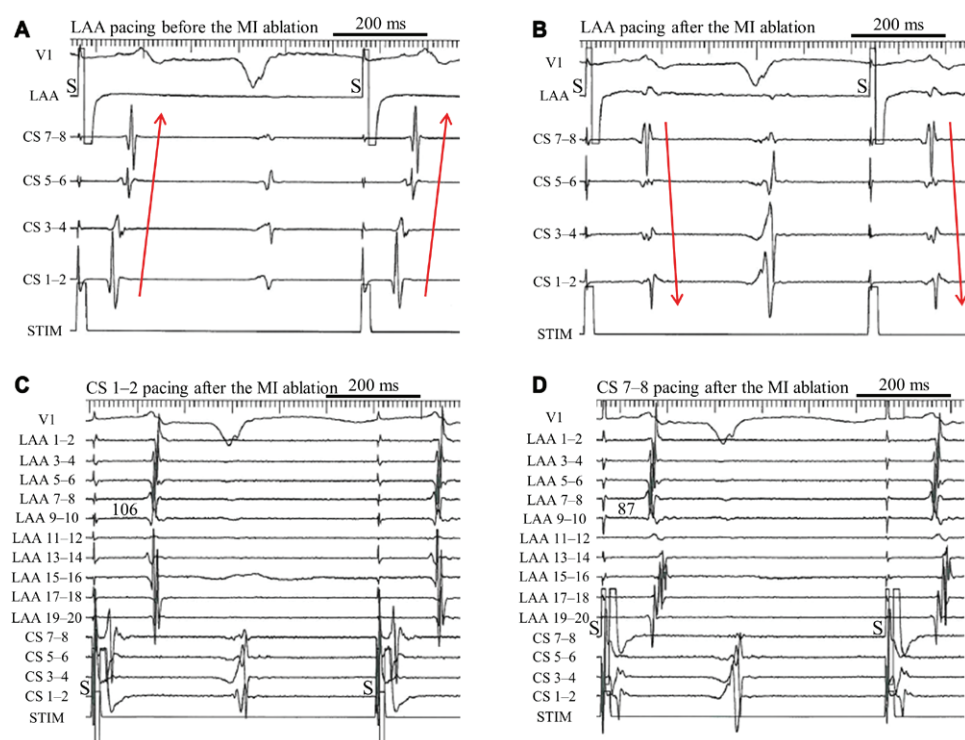 A
LAA pacing before the MI ablation
200 ms
V1
S
S
LAA
CS 7–8
CS 5–6
CS 3–4
CS 1–2
STIM
B
LAA pacing after the MI ablation
200 ms
V1
S
S
LAA
CS 7–8
CS 5–6
CS 3–4
CS 1–2
STIM
C
CS 1–2 pacing after the MI ablation
200 ms
V1
LAA 1–2
LAA 3–4
LAA 5–6
LAA 7–8
106
LAA 9–10
LAA 11–12
LAA 13–14
LAA 15–16
LAA 17–18
LAA 19–20
CS 7–8
CS 5–6
CS 3–4
S
S
CS 1–2
STIM
D
CS 7–8 pacing after the MI ablation
200 ms
V1
LAA 1–2
LAA 3–4
LAA 5–6
LAA 7–8
87
LAA 9–10
LAA 11–12
LAA 13–14
LAA 15–16
LAA 17–18
LAA 19–20
S
S
CS 7–8
CS 5–6
CS 3–4
CS 1–2
STIM